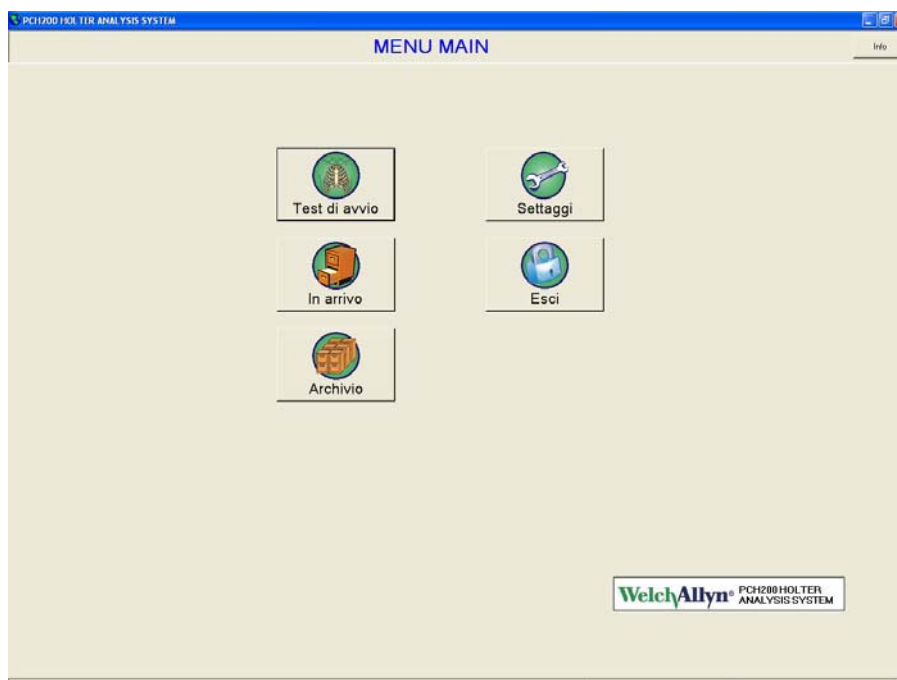 PCH200 HOLTER ANALYSIS SYSTEM
MENU MAIN
Info
Test di avvio
Settaggi
In arrivo
Esci
Archivio
WelchAllyn® PCH200 HOLTER
ANALYSIS SYSTEM